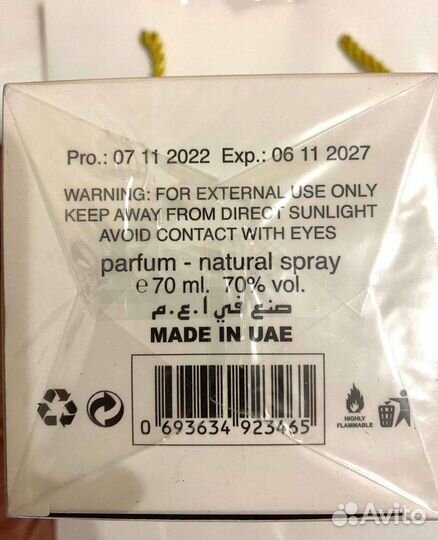 Pro.: 07 11 2022 Exp.: 06 11 2027
WARNING: FOR EXTERNAL USE ONLY
KEEP AWAY FROM DIRECT SUNLIGHT
AVOID CONTACT WITH EYES
parfum - natural spray
℮ 70 ml. 70% vol.
صنع في ا.ع.م
MADE IN UAE
0 693634 923465
HIGHLY
FLAMMABLE
Avito